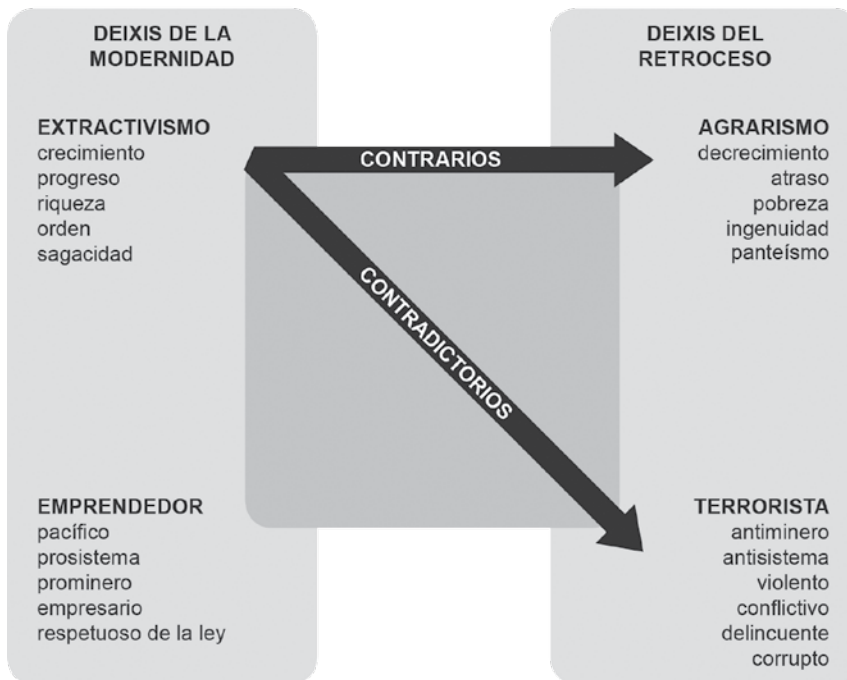 DEIXIS DE LA
MODERNIDAD
EXTRACTIVISMO
crecimiento
progreso
riqueza
orden
sagacidad
EMPRENDEDOR
pacífico
prosistema
prominero
empresario
respetuoso de la ley
CONTRARIOS
CONTRADICTORIOS
DEIXIS DEL
RETROCESO
AGRARISMO
decrecimiento
atraso
pobreza
ingenuidad
panteísmo
TERRORISTA
antiminero
antisistema
violento
conflictivo
delincuente
corrupto